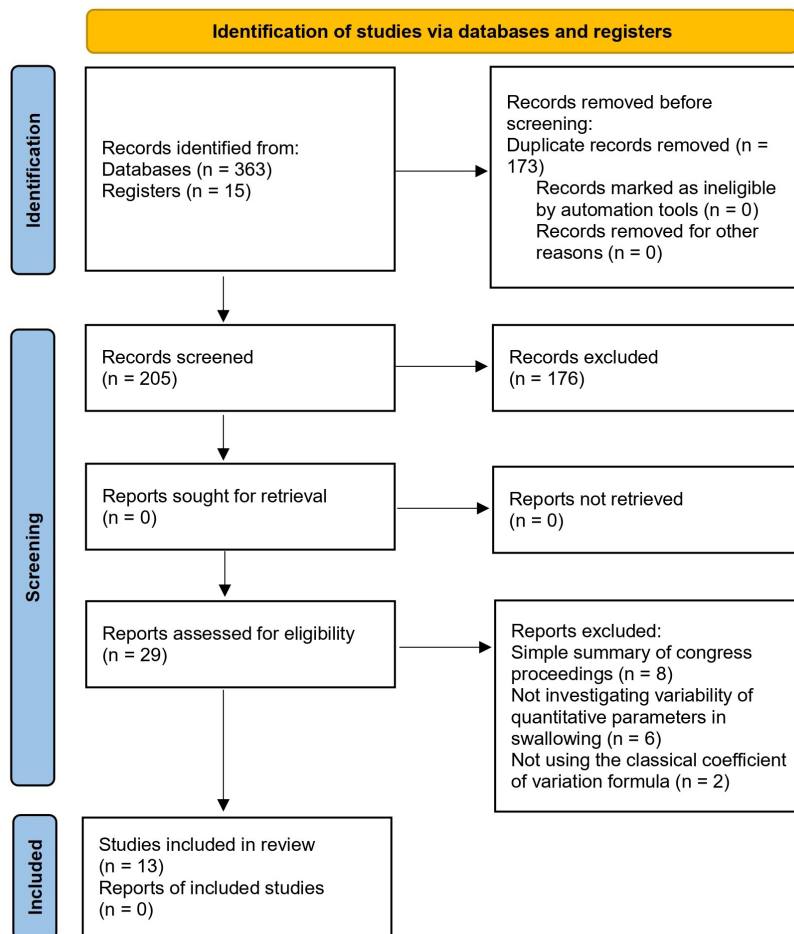 Identification of studies via databases and registers
Identification
Records identified from:
Databases (n = 363)
Registers (n = 15)
Records removed before
screening:
Duplicate records removed (n =
173)
Records marked as ineligible
by automation tools (n = 0)
Records removed for other
reasons (n = 0)
Screening
Records screened
(n = 205)
Records excluded
(n = 176)
Reports sought for retrieval
(n = 0)
Reports not retrieved
(n = 0)
Reports assessed for eligibility
(n = 29)
Reports excluded:
Simple summary of congress
proceedings (n = 8)
Not investigating variability of
quantitative parameters in
swallowing (n = 6)
Not using the classical coefficient
of variation formula (n = 2)
Included
Studies included in review
(n = 13)
Reports of included studies
(n = 0)